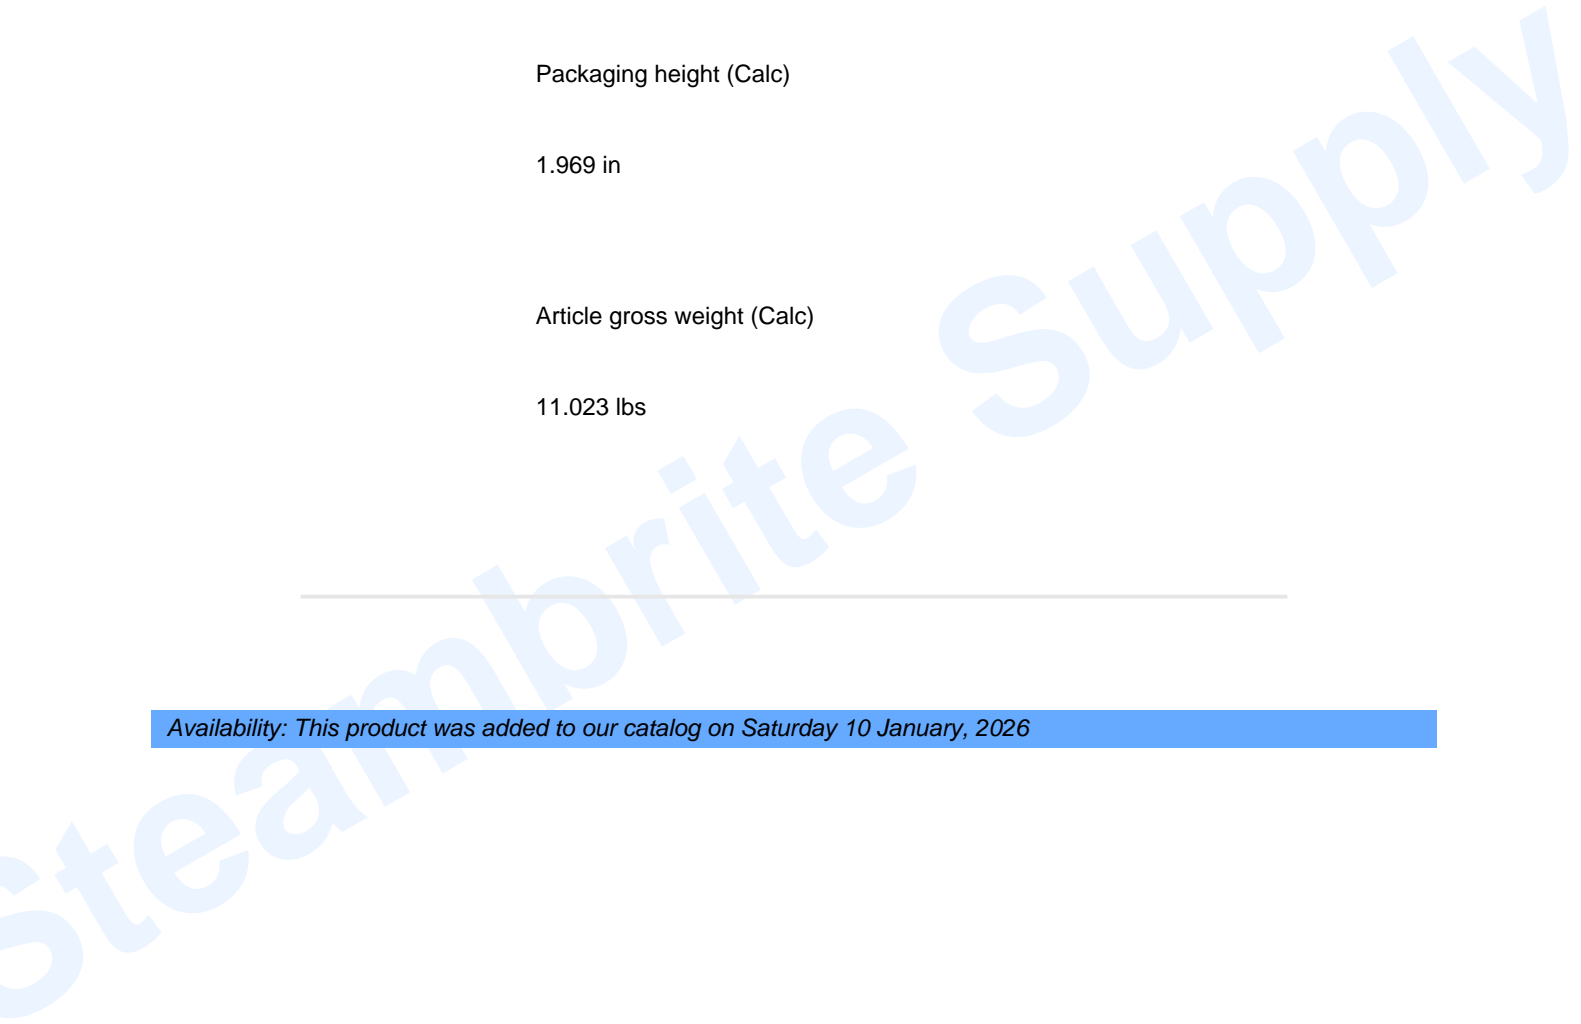 Packaging height (Calc)
1.969 in
Article gross weight (Calc)
11.023 lbs
Availability: This product was added to our catalog on Saturday 10 January, 2026
Steambrite Supply